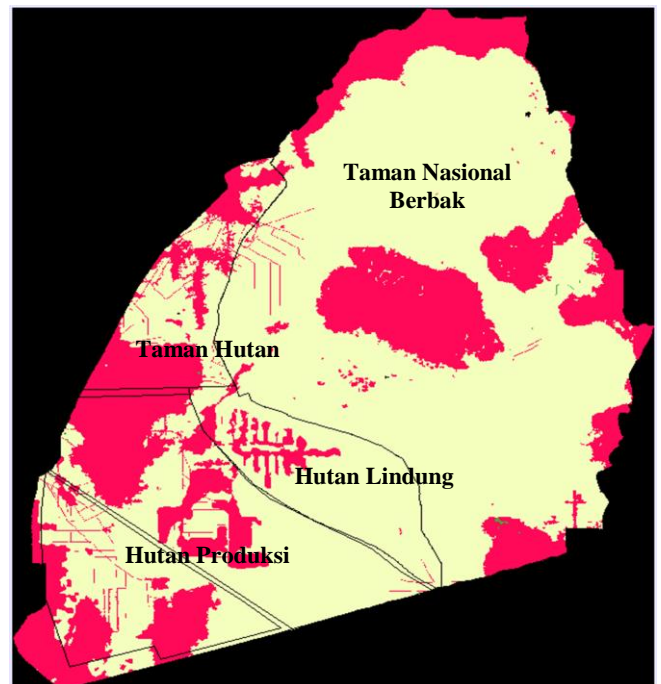 Taman Nasional
Berbak
Taman Hutan
Hutan Lindung
Hutan Produksi